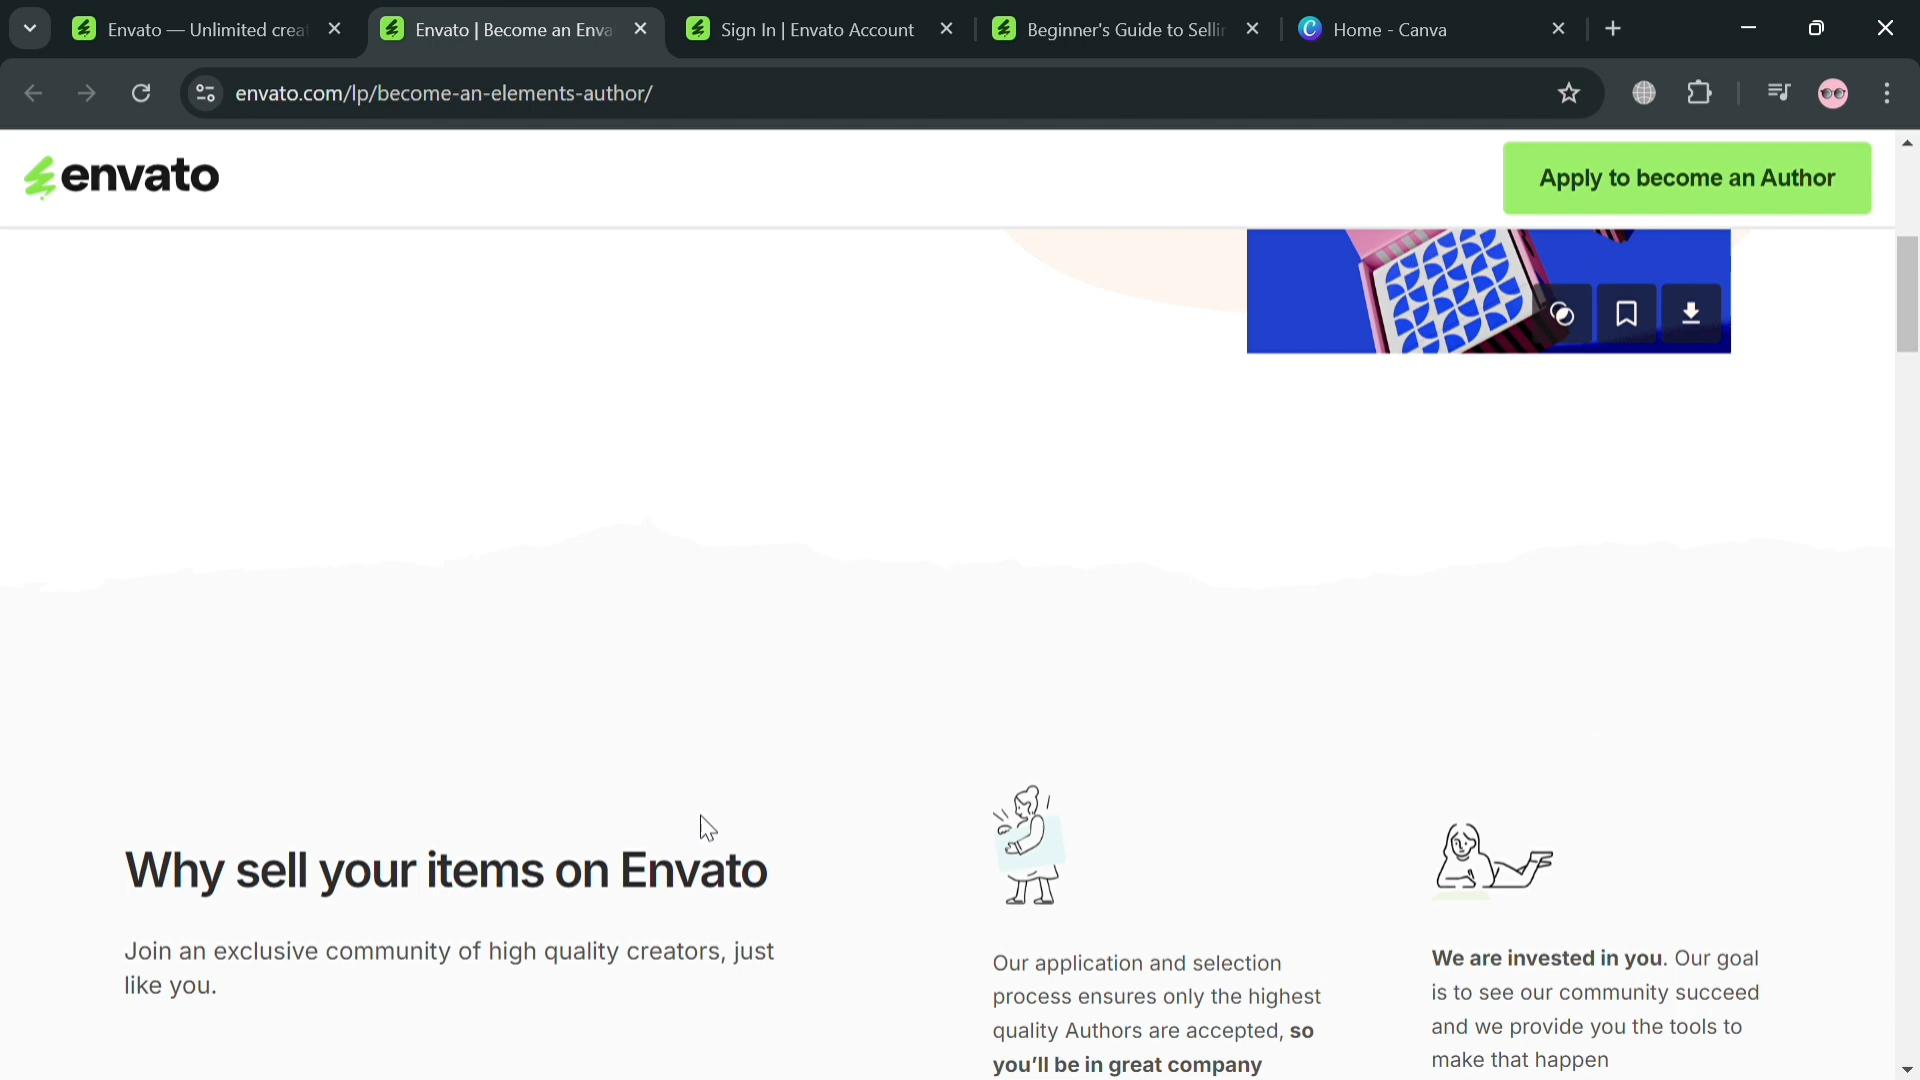 Envato — Unlimited crea
Envato | Become an Enva
Sign In | Envato Account
Beginner's Guide to Sellin
Home - Canva
envato.com/lp/become-an-elements-author/
envato
Apply to become an Author
Why sell your items on Envato
Join an exclusive community of high quality creators, just
like you.
Our application and selection
process ensures only the highest
quality Authors are accepted, so
you'll be in great company
We are invested in you. Our goal
is to see our community succeed
and we provide you the tools to
make that happen